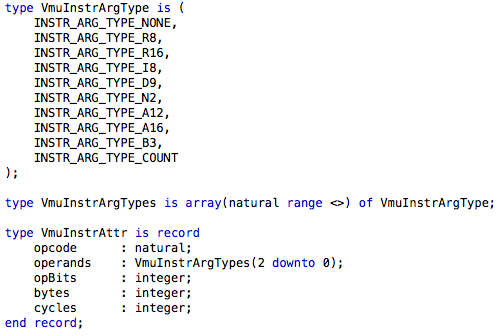 type VmuInstrArgType is (
    INSTR_ARG_TYPE_NONE,
    INSTR_ARG_TYPE_R8,
    INSTR_ARG_TYPE_R16,
    INSTR_ARG_TYPE_I8,
    INSTR_ARG_TYPE_D9,
    INSTR_ARG_TYPE_N2,
    INSTR_ARG_TYPE_A12,
    INSTR_ARG_TYPE_A16,
    INSTR_ARG_TYPE_B3,
    INSTR_ARG_TYPE_COUNT
);

type VmuInstrArgTypes is array(natural range <>) of VmuInstrArgType;

type VmuInstrAttr is record
    opcode     : natural;
    operands   : VmuInstrArgTypes(2 downto 0);
    opBits     : integer;
    bytes      : integer;
    cycles     : integer;
end record;